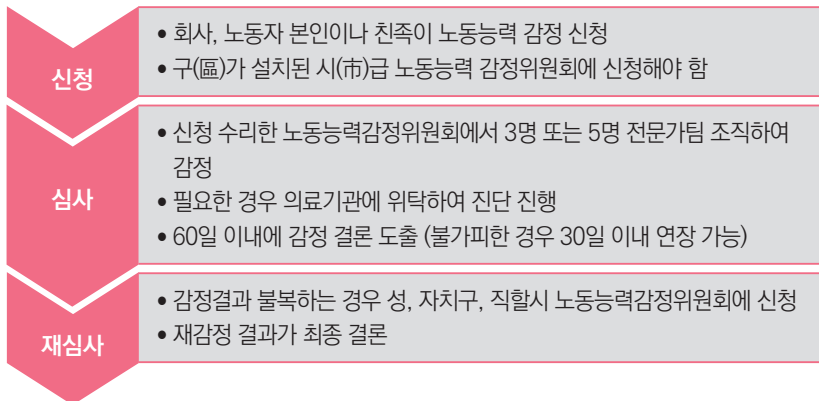 신청
• 회사, 노동자 본인이나 친족이 노동능력 감정 신청
• 구(區)가 설치된 시(市)급 노동능력 감정위원회에 신청해야 함
심사
• 신청 수리한 노동능력감정위원회에서 3명 또는 5명 전문가팀 조직하여
감정
• 필요한 경우 의료기관에 위탁하여 진단 진행
• 60일 이내에 감정 결론 도출 (불가피한 경우 30일 이내 연장 가능)
재심사
• 감정결과 불복하는 경우 성, 자치구, 직할시 노동능력감정위원회에 신청
• 재감정 결과가 최종 결론